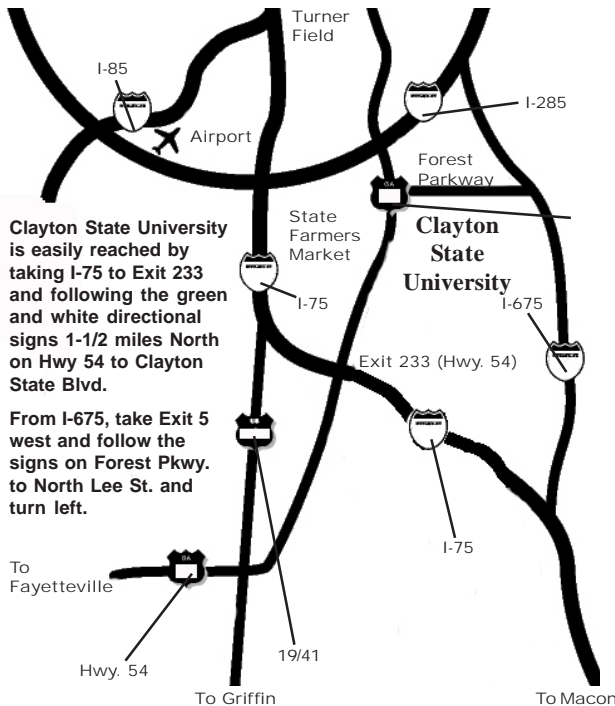 Turner
Field
I-85
I-285
Airport
Forest
Parkway
GA
Clayton State University
is easily reached by
taking I-75 to Exit 233
and following the green
and white directional
signs 1-1/2 miles North
on Hwy 54 to Clayton
State Blvd.
State
Farmers
Market
Clayton
State
University
I-75
I-675
Exit 233 (Hwy. 54)
From I-675, take Exit 5
west and follow the
signs on Forest Pkwy.
to North Lee St. and
turn left.
I-75
GA
To
Fayetteville
19/41
Hwy. 54
To Griffin
To Macon